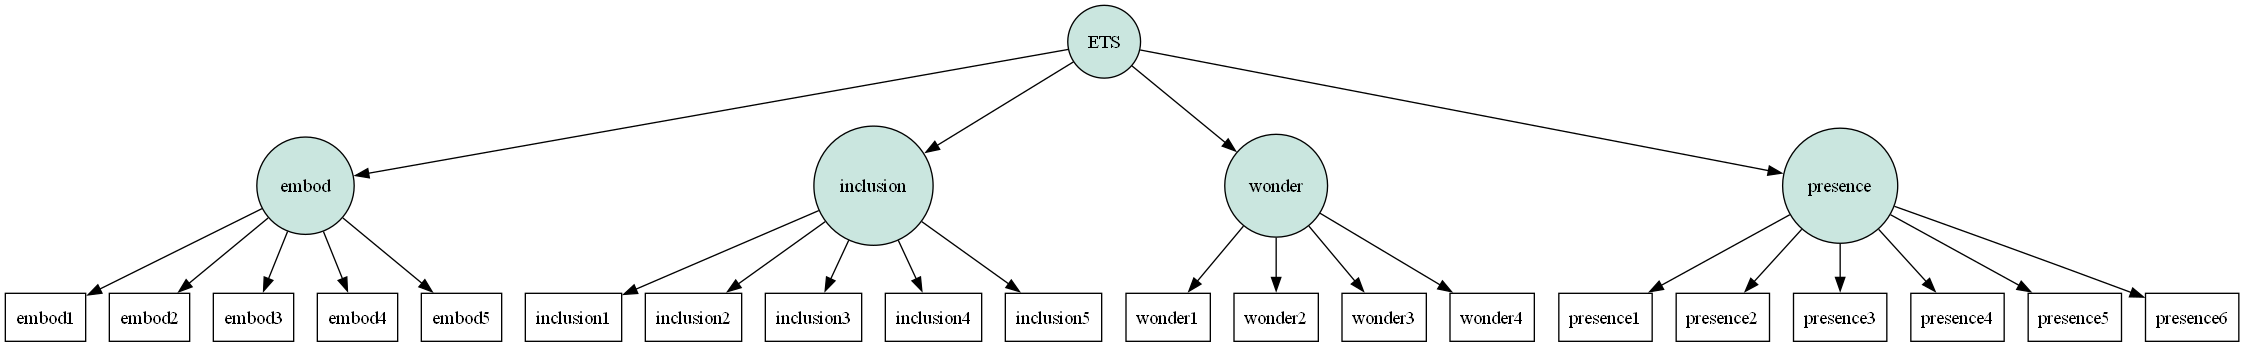 ETS
embod
inclusion
wonder
presence
embod1
embod2
embod3
embod4
embod5
inclusion1
inclusion2
inclusion3
inclusion4
inclusion5
wonder1
wonder2
wonder3
wonder4
presence1
presence2
presence3
presence4
presence5
presence6